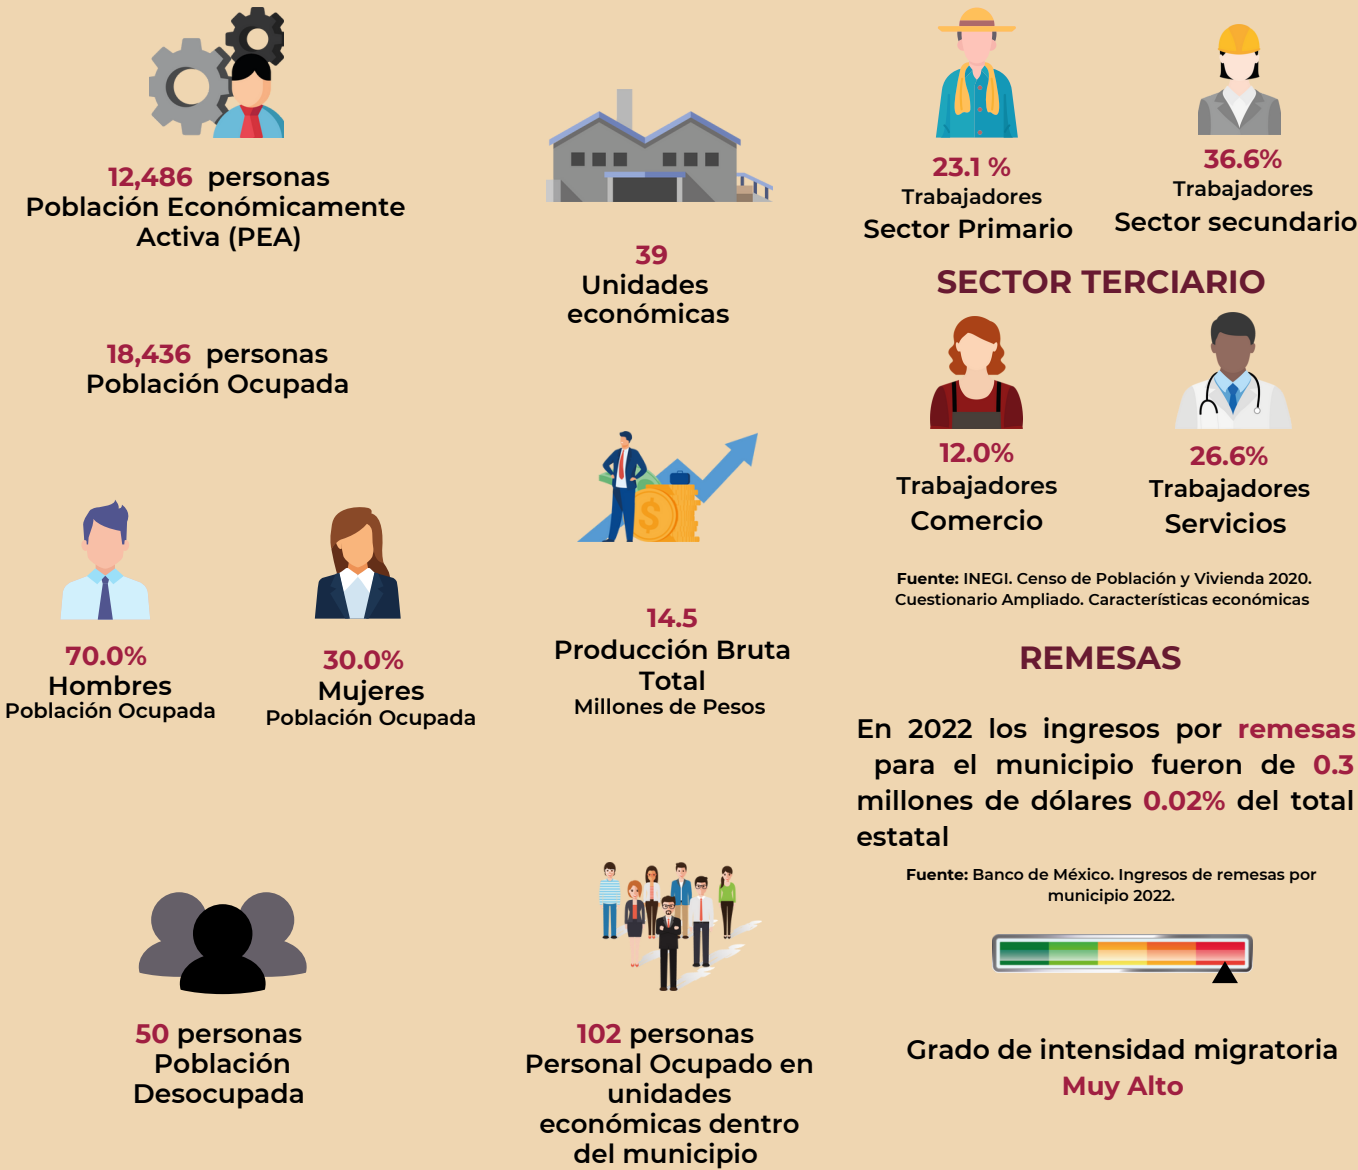 12,486 personas
Población Económicamente
Activa (PEA)
18,436 personas
Población Ocupada
70.0%
Hombres
Población Ocupada
30.0%
Mujeres
Población Ocupada
50 personas
Población
Desocupada
39
Unidades
económicas
14.5
Producción Bruta
Total
Millones de Pesos
102 personas
Personal Ocupado en
unidades
económicas dentro
del municipio
23.1 %
Trabajadores
Sector Primario
36.6%
Trabajadores
Sector secundario
SECTOR TERCIARIO
12.0%
Trabajadores
Comercio
26.6%
Trabajadores
Servicios
Fuente: INEGI. Censo de Población y Vivienda 2020.
Cuestionario Ampliado. Características económicas
REMESAS
En 2022 los ingresos por remesas
para el municipio fueron de 0.3
millones de dólares 0.02% del total
estatal
Fuente: Banco de México. Ingresos de remesas por
municipio 2022.
Grado de intensidad migratoria
Muy Alto